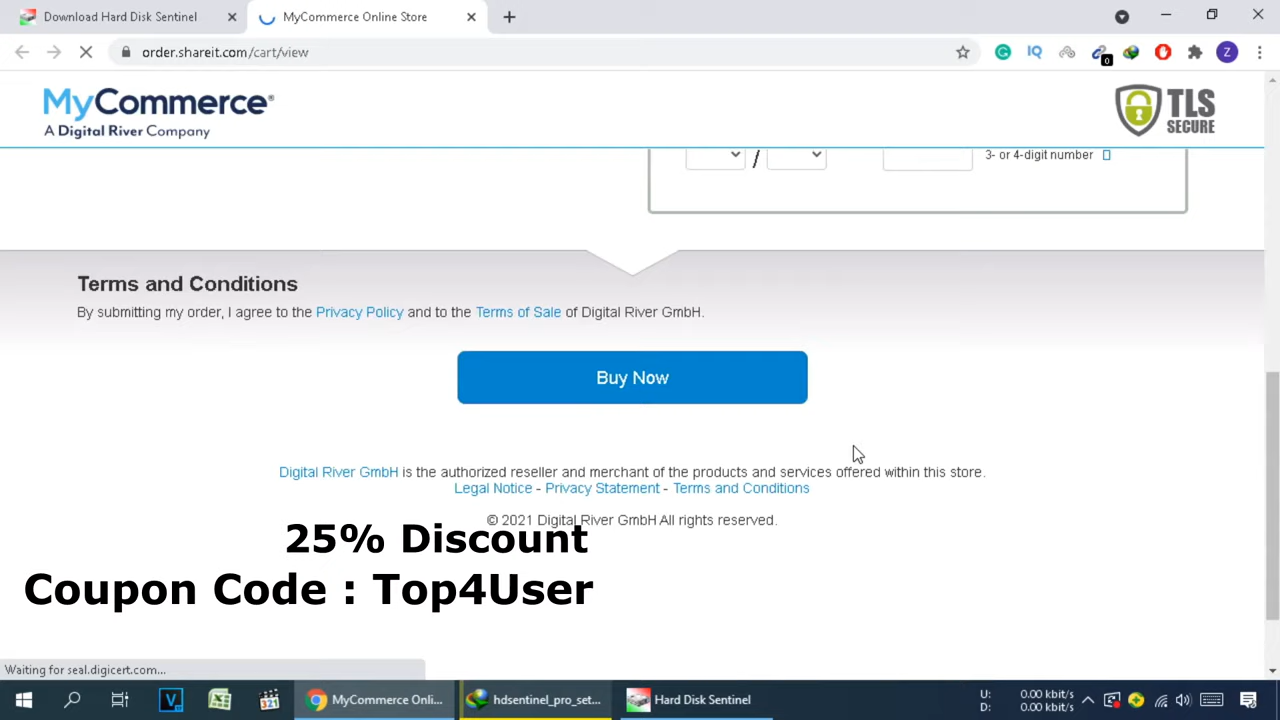 Download Hard Disk Sentinel
MyCommerce Online Store
order.shareit.com/cart/view
IQ
0
Z
MyCommerce®
A Digital River Company
TLS
SECURE
/
3- or 4-digit number
Terms and Conditions
By submitting my order, I agree to the Privacy Policy and to the Terms of Sale of Digital River GmbH.
Buy Now
Digital River GmbH is the authorized reseller and merchant of the products and services offered within this store.
Legal Notice - Privacy Statement - Terms and Conditions
© 2021 Digital River GmbH All rights reserved.
25% Discount
Coupon Code : Top4User
Waiting for seal.digicert.com...
V
321
MyCommerce Onli...
hdsentinel_pro_set...
Hard Disk Sentinel
U: 0.00 kbit/s
D: 0.00 kbit/s